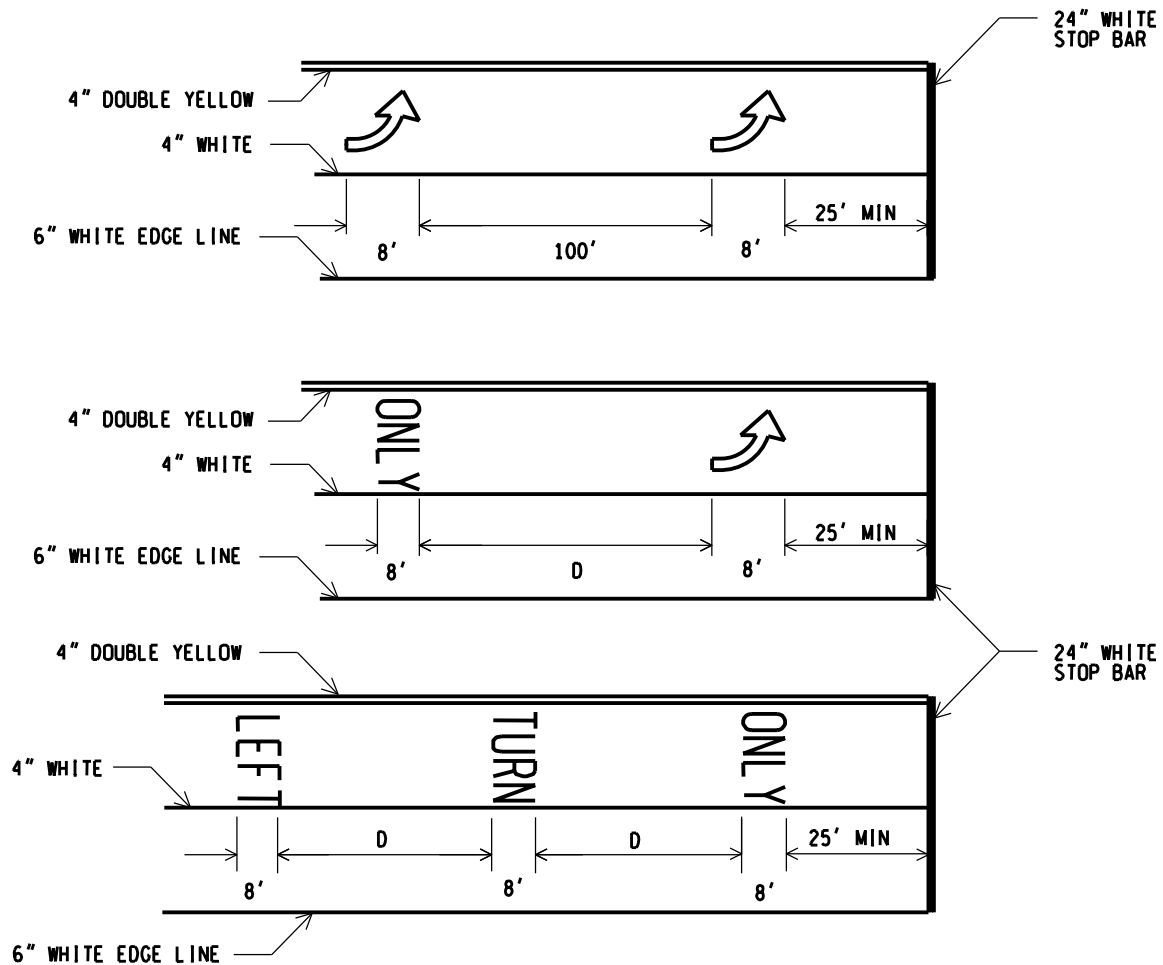 24" WHITE
STOP BAR
4" DOUBLE YELLOW
4" WHITE
25' MIN
6" WHITE EDGE LINE
8'
100'
8'
4" DOUBLE YELLOW
ONLY
4" WHITE
25' MIN
6" WHITE EDGE LINE
8'
D
8'
4" DOUBLE YELLOW
24" WHITE
STOP BAR
LEFT
TURN
ONLY
4" WHITE
D
D
25' MIN
8'
8'
8'
6" WHITE EDGE LINE